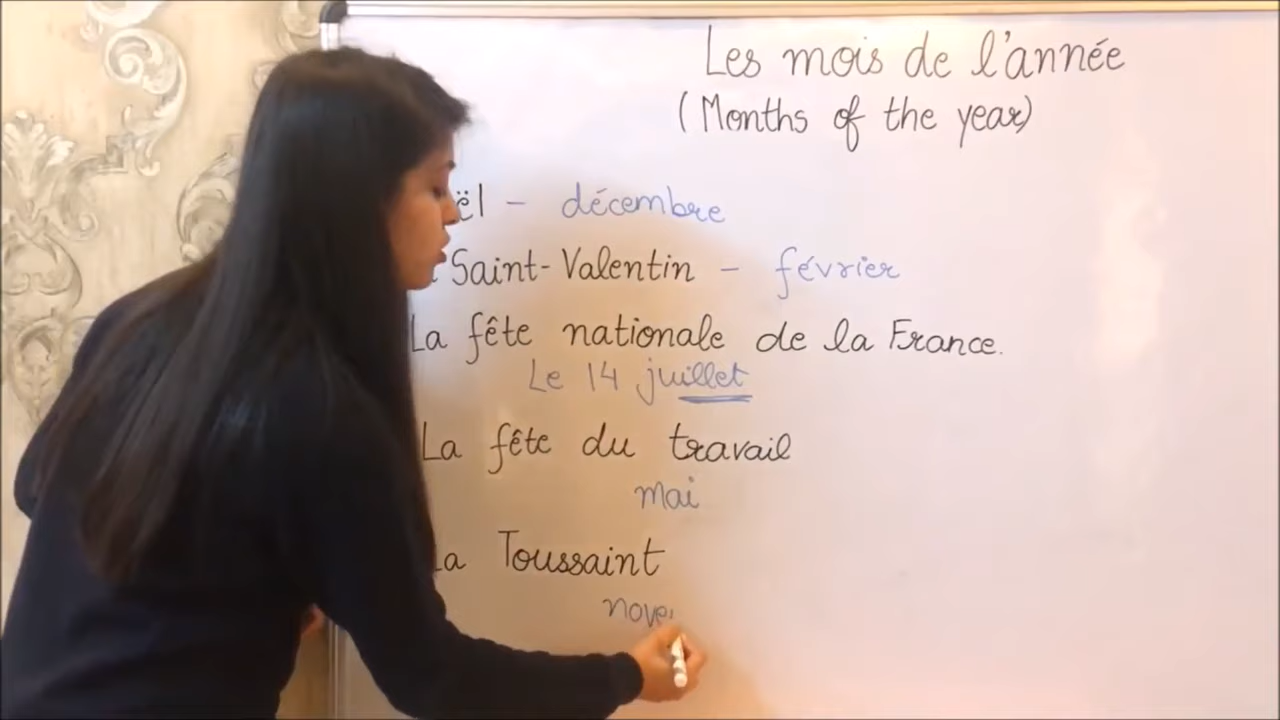 Les mois de l'année
(Months of the year)
ël - décembre
Saint-Valentin - février
La fête nationale de la France.
Le 14 juillet
La fête du travail
mai
La Toussaint
nove